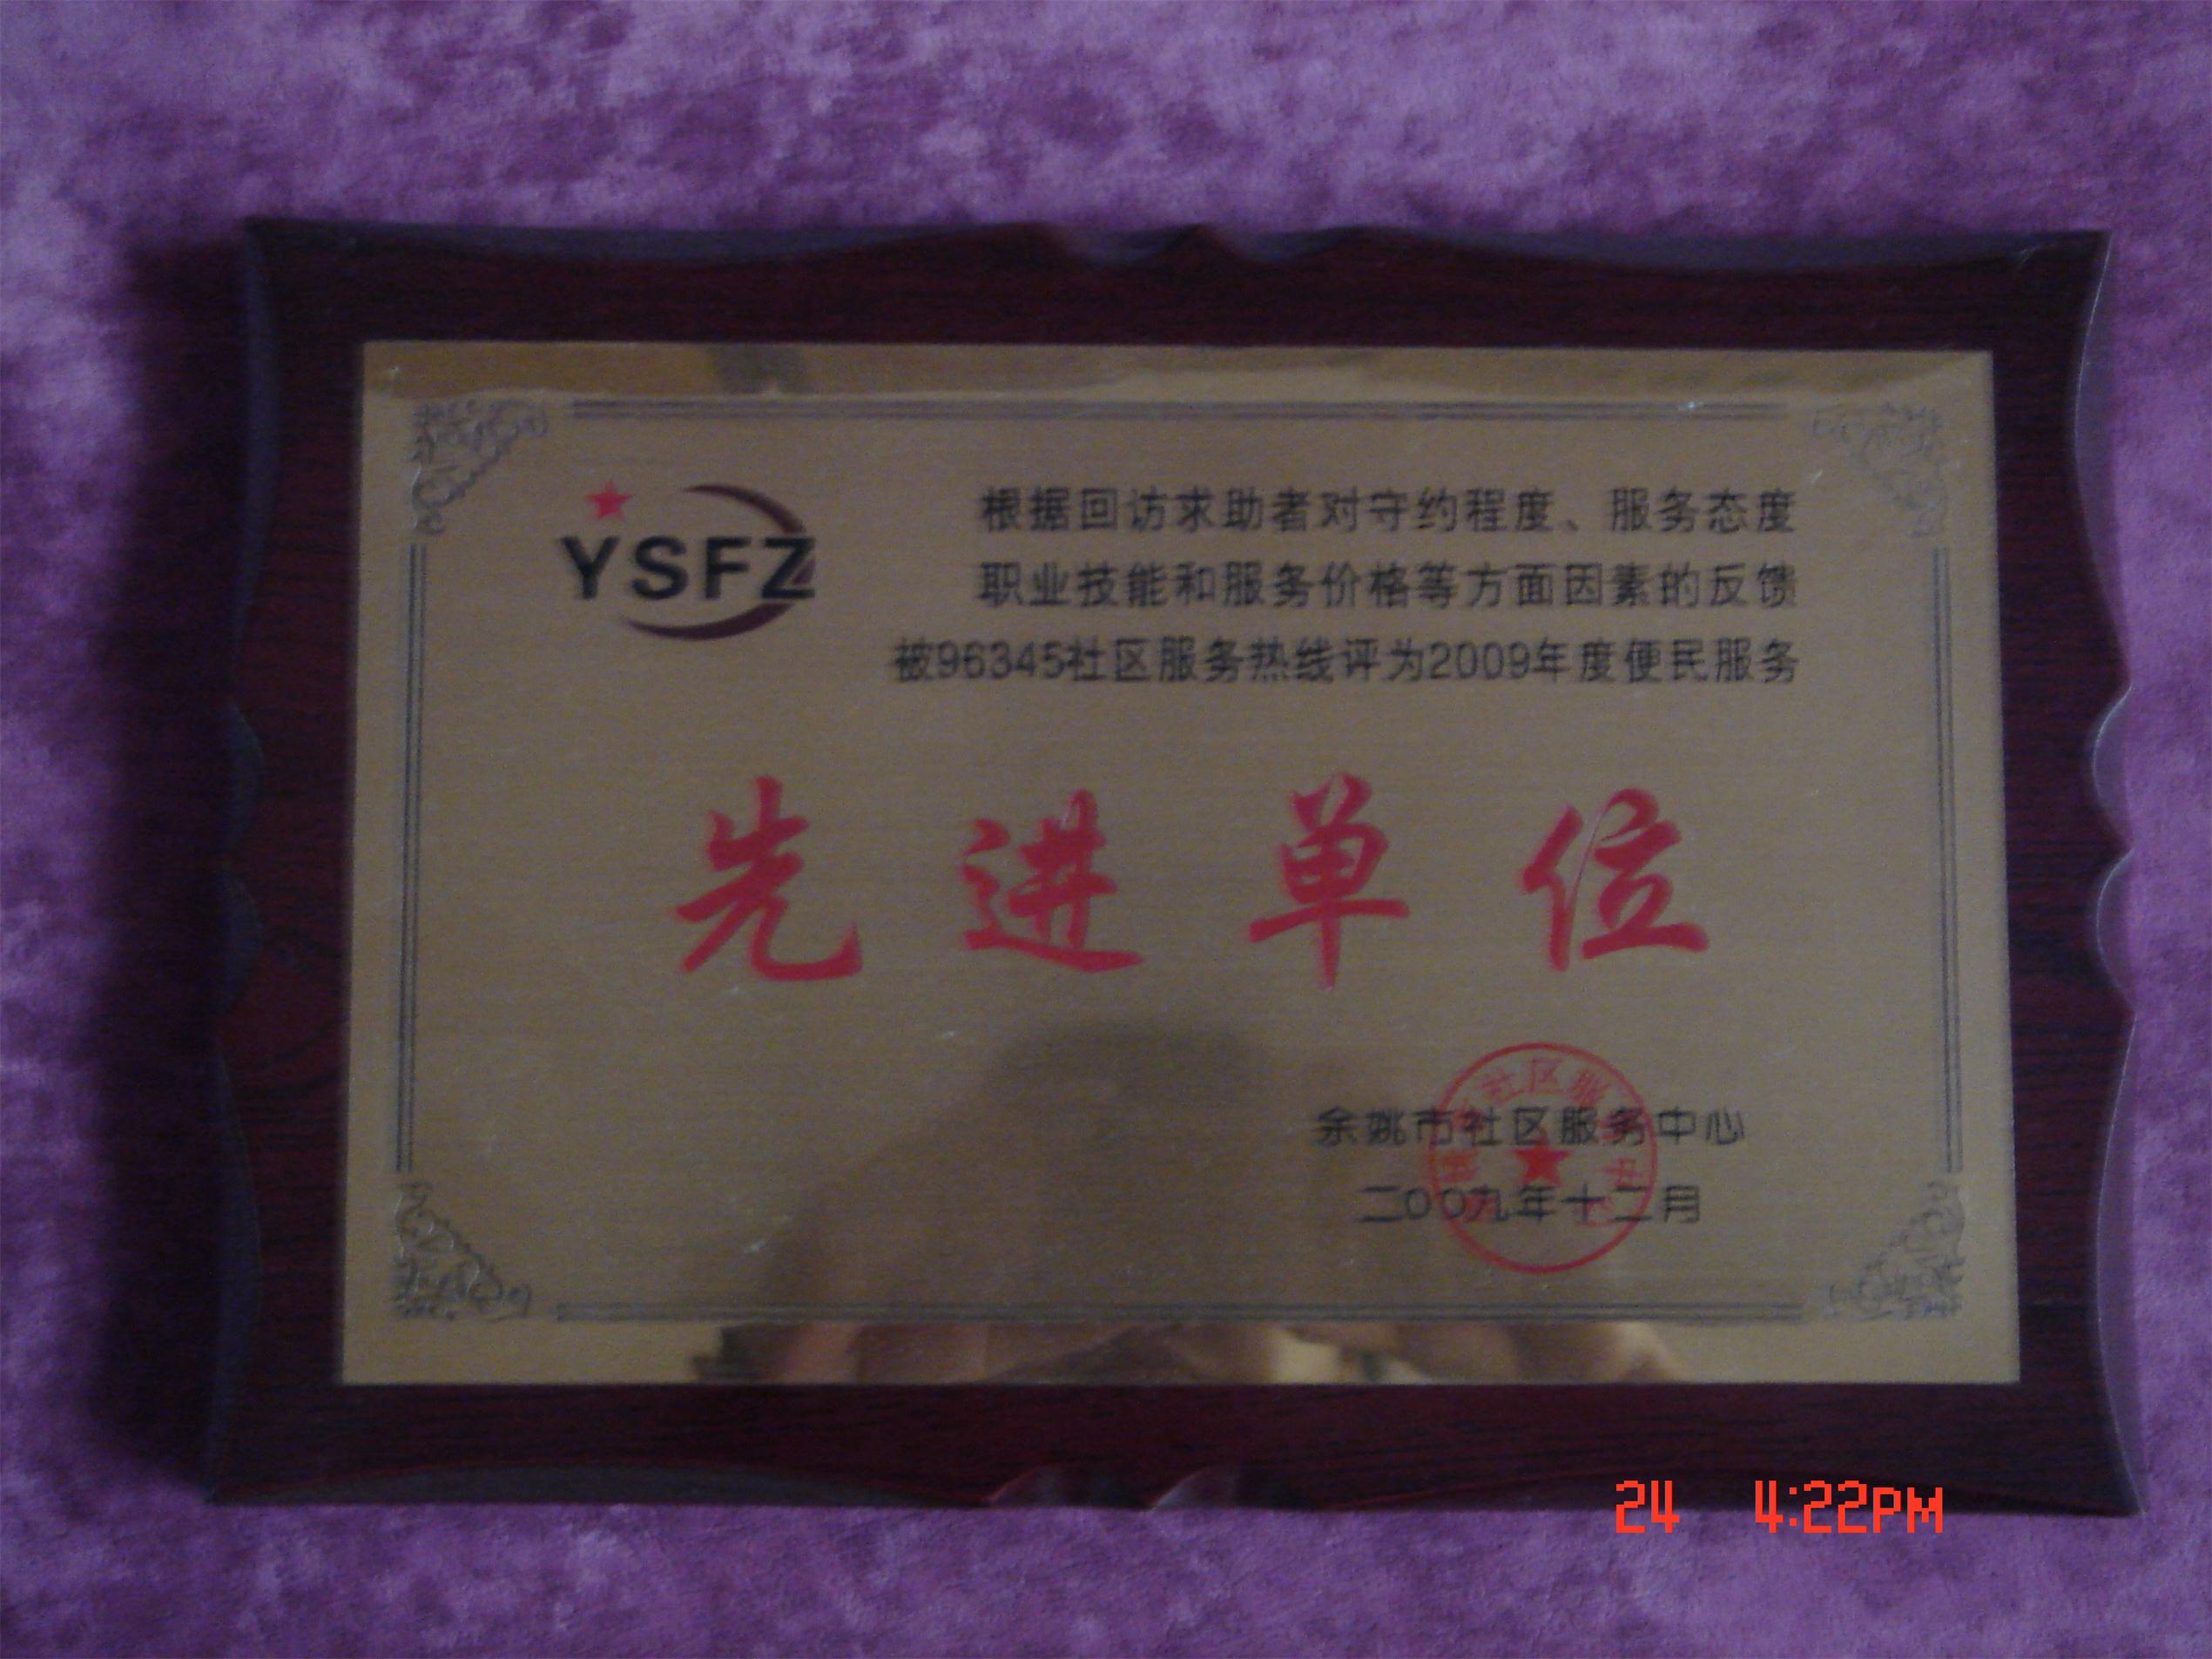 YSFZ
根据回访求助者对守约程度、服务态度
职业技能和服务价格等方面因素的反馈
被96345社区服务热线评为2009年度便民服务
先进单位
余姚市社区服务中心
二00九年十二月
24 4:22PM